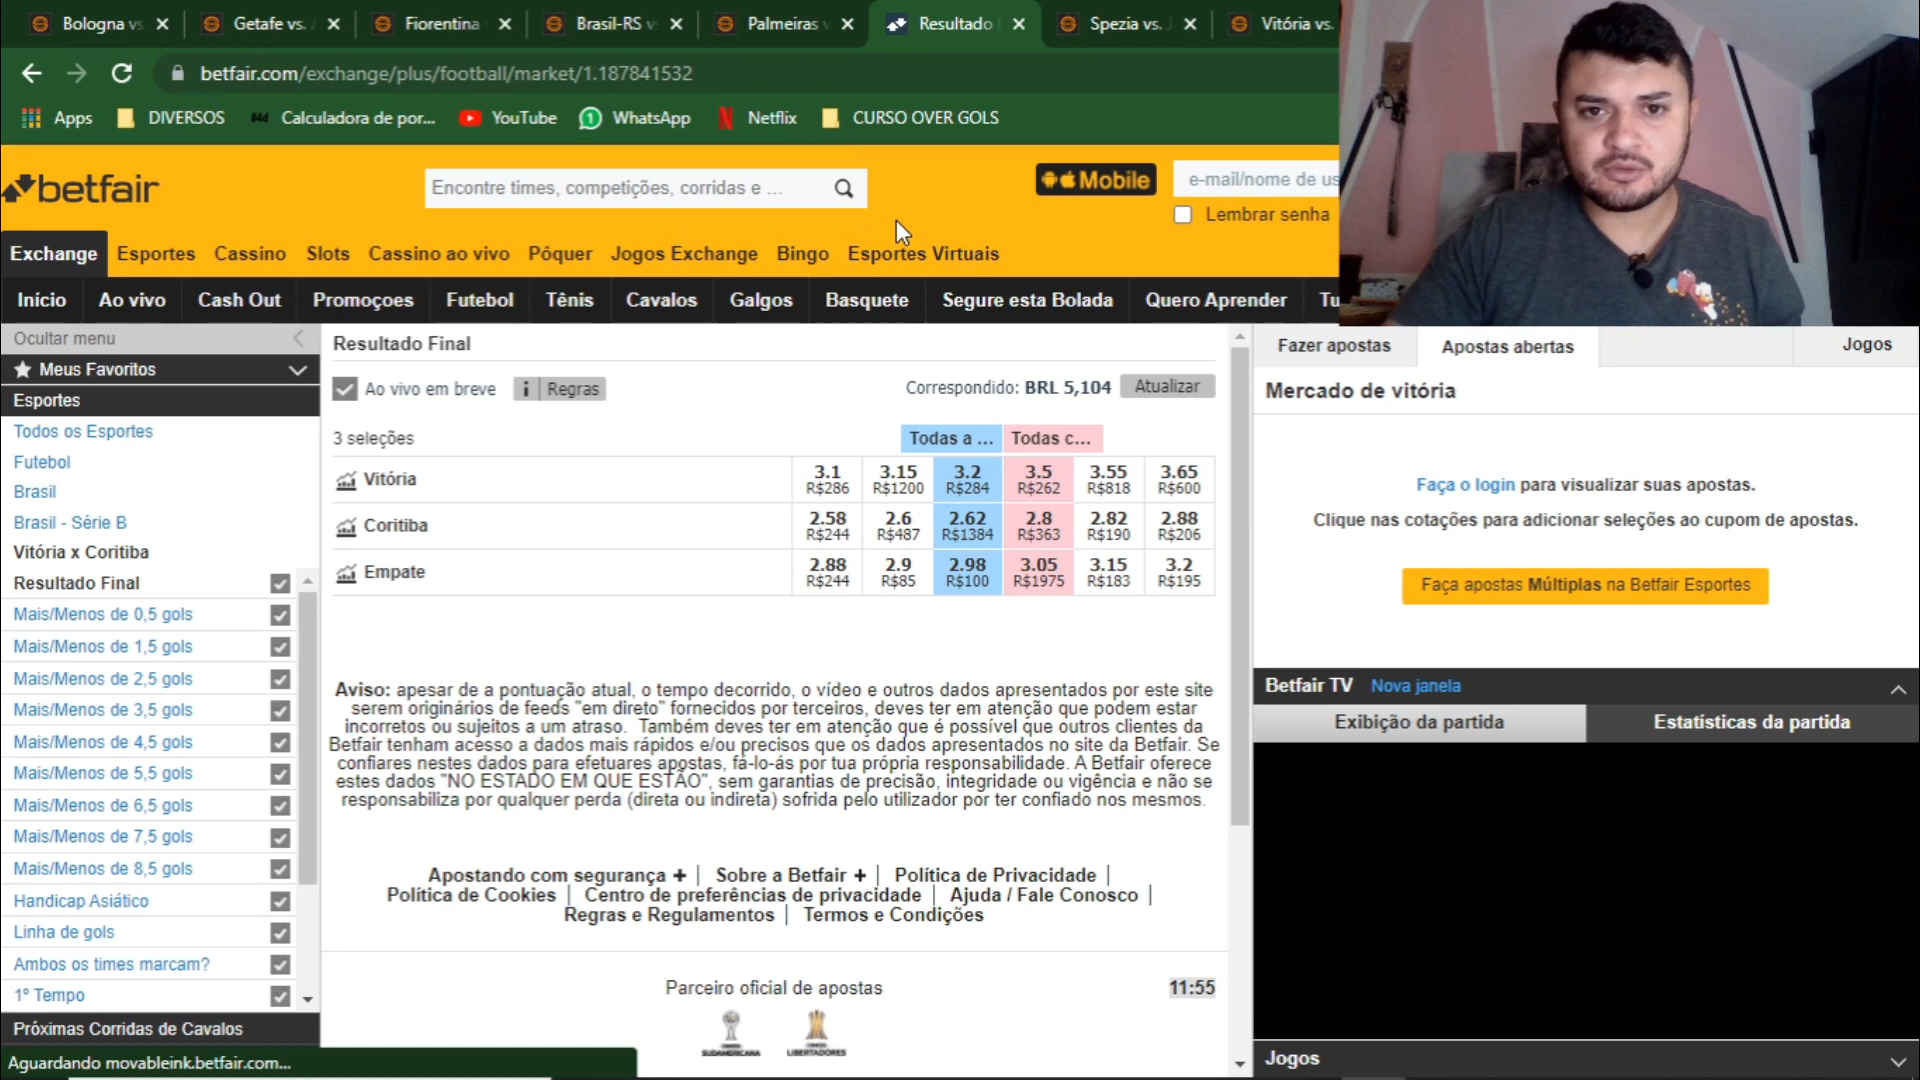 Bologna vs
Getafe vs.
Fiorentina
Brasil-RS v
Palmeiras v
Resultado
Spezia vs.
Vitória vs.
betfair.com/exchange/plus/football/market/1.187841532
Apps
DIVERSOS
Calculadora de por...
YouTube
WhatsApp
Netflix
CURSO OVER GOLS
betfair
Encontre times, competições, corridas e ...
Mobile
e-mail/nome de us
Lembrar senha
Exchange Esportes Cassino Slots Cassino ao vivo Pôquer Jogos Exchange Bingo Esportes Virtuais
Início Ao vivo Cash Out Promoçoes Futebol Tênis Cavalos Galgos Basquete Segure esta Bolada Quero Aprender Tu
Ocultar menu
Meus Favoritos
Esportes
Todos os Esportes
Futebol
Brasil
Brasil - Série B
Vitória x Coritiba
Resultado Final
Mais/Menos de 0,5 gols
Mais/Menos de 1,5 gols
Mais/Menos de 2,5 gols
Mais/Menos de 3,5 gols
Mais/Menos de 4,5 gols
Mais/Menos de 5,5 gols
Mais/Menos de 6,5 gols
Mais/Menos de 7,5 gols
Mais/Menos de 8,5 gols
Handicap Asiático
Linha de gols
Ambos os times marcam?
1º Tempo
Próximas Corridas de Cavalos
Aguardando movableink.betfair.com...
Resultado Final
Ao vivo em breve
i Regras
Correspondido: BRL 5,104
Atualizar
3 seleções
Todas a ...
Todas c...
Vitória
3.1 3.15 3.2 3.5 3.55 3.65
R$286 R$1200 R$284 R$262 R$818 R$600
Coritiba
2.58 2.6 2.62 2.8 2.82 2.88
R$244 R$487 R$1384 R$363 R$190 R$206
Empate
2.88 2.9 2.98 3.05 3.15 3.2
R$244 R$85 R$100 R$1975 R$183 R$195
Aviso: apesar de a pontuação atual, o tempo decorrido, o vídeo e outros dados apresentados por este site
serem originários de feeds "em direto" fornecidos por terceiros, deves ter em atenção que podem estar
incorretos ou sujeitos a um atraso. Também deves ter em atenção que é possível que outros clientes da
Betfair tenham acesso a dados mais rápidos e/ou precisos que os dados apresentados no site da Betfair. Se
confiares nestes dados para efetuares apostas, fá-lo-ás por tua própria responsabilidade. A Betfair oferece
estes dados "NO ESTADO EM QUE ESTÃO", sem garantias de precisão, integridade ou vigência e não se
responsabiliza por qualquer perda (direta ou indireta) sofrida pelo utilizador por ter confiado nos mesmos.
Apostando com segurança + | Sobre a Betfair + | Política de Privacidade |
Política de Cookies | Centro de preferências de privacidade | Ajuda / Fale Conosco |
Regras e Regulamentos | Termos e Condições
Parceiro oficial de apostas
11:55
SUDAMERICANA
LIBERTADORES
Fazer apostas
Apostas abertas
Jogos
Mercado de vitória
Faça o login para visualizar suas apostas.
Clique nas cotações para adicionar seleções ao cupom de apostas.
Faça apostas Múltiplas na Betfair Esportes
Betfair TV Nova janela
Exibição da partida
Estatísticas da partida
Jogos